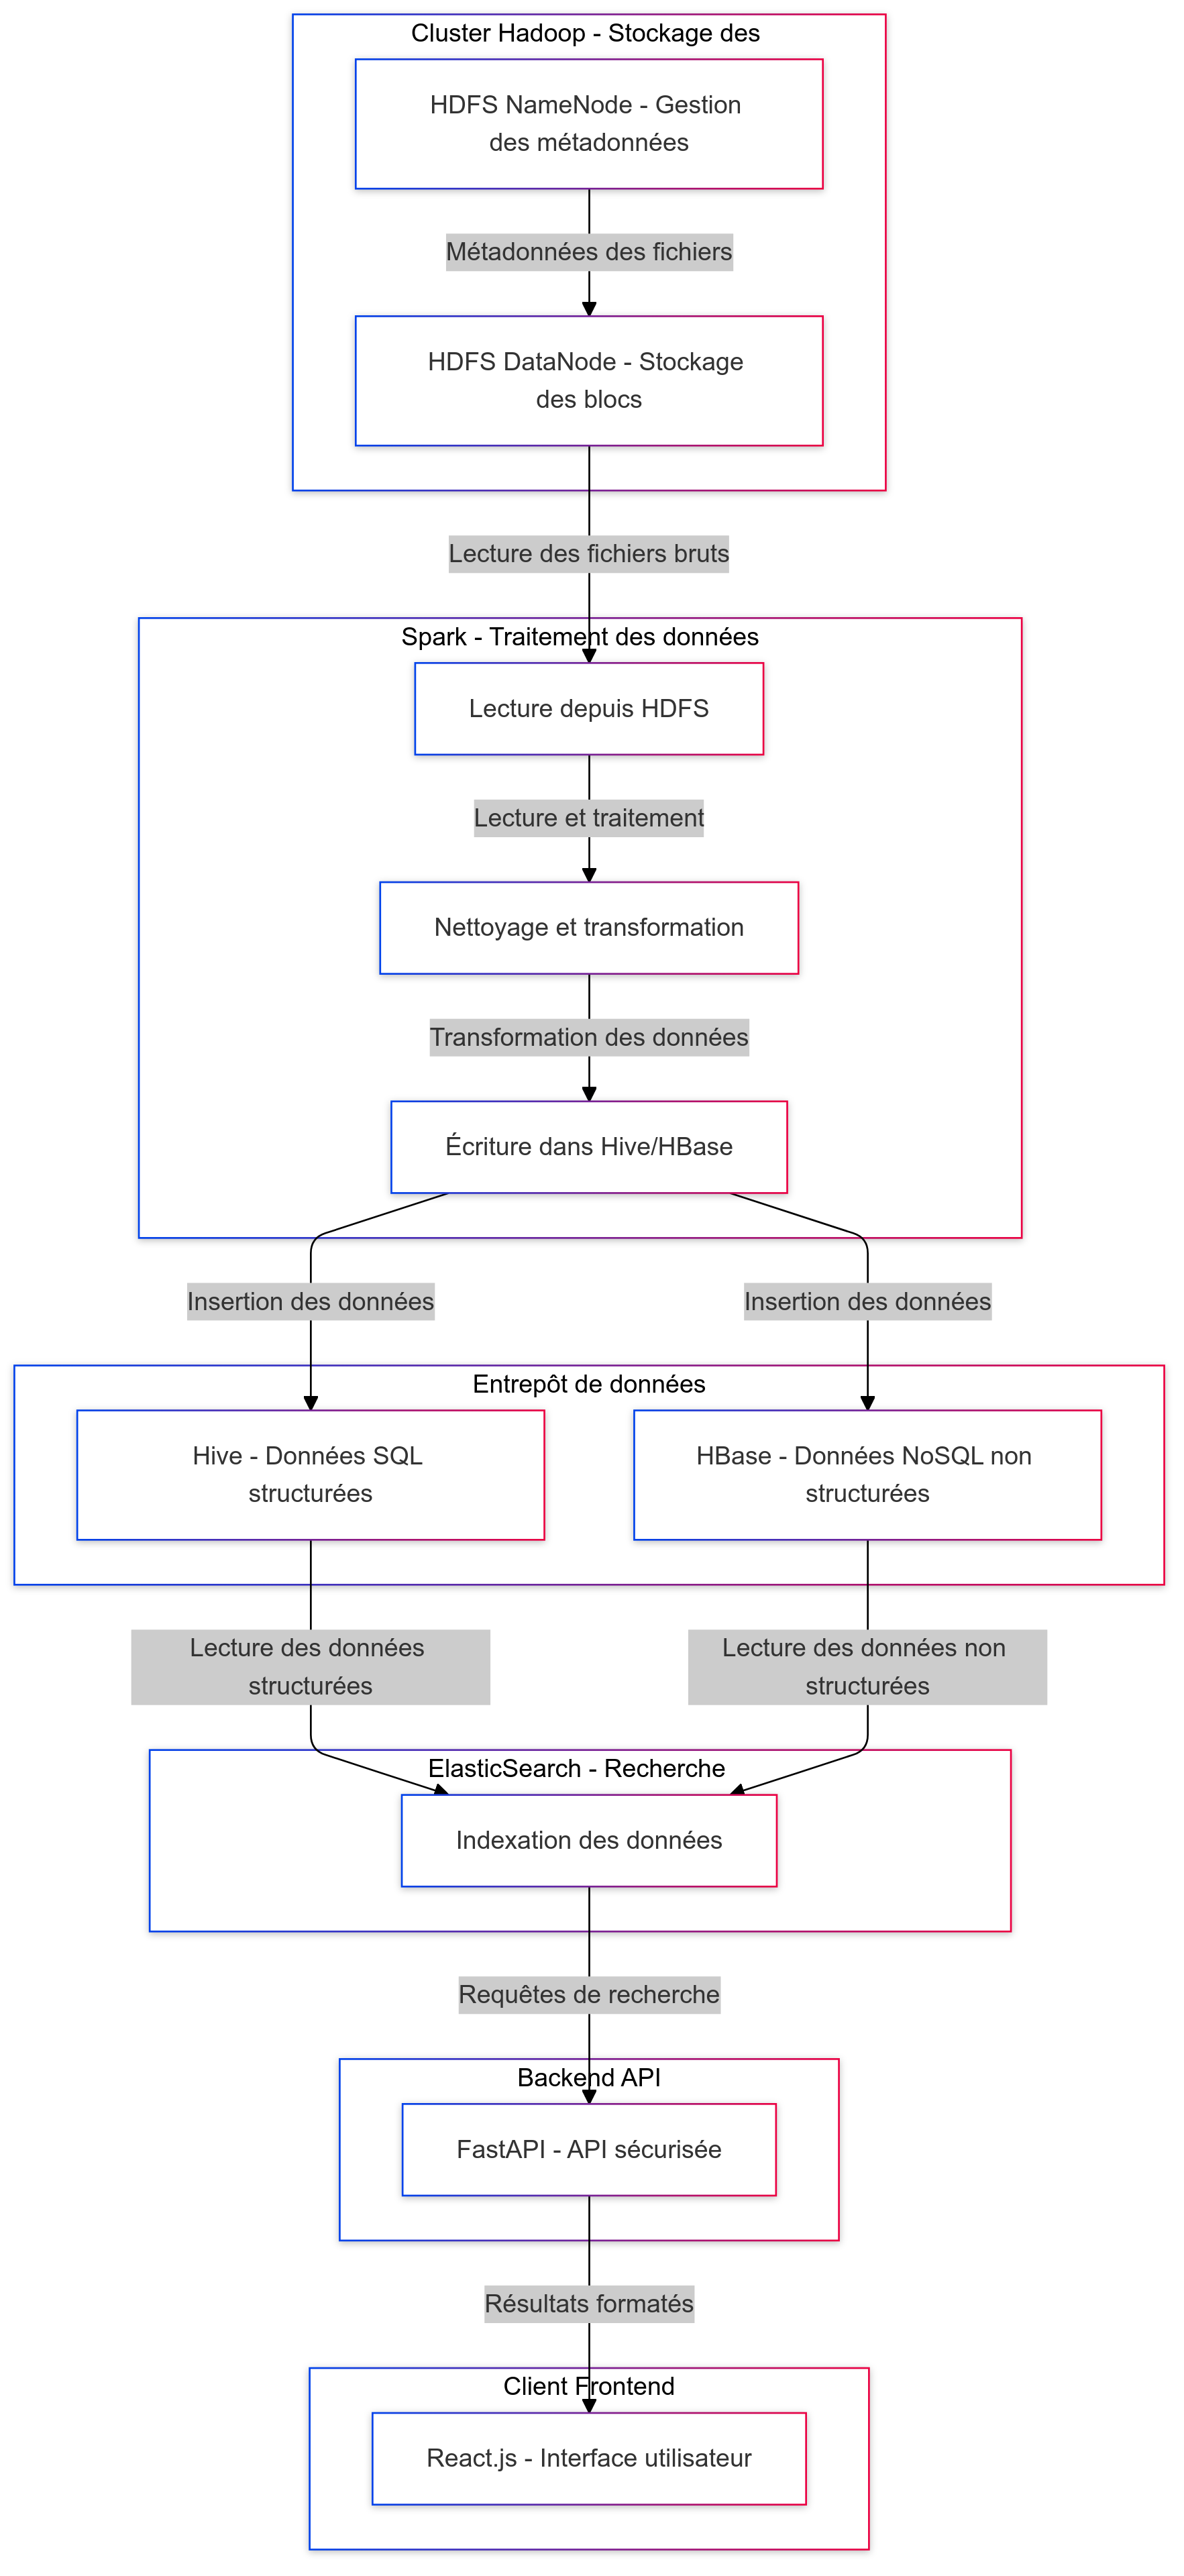 Cluster Hadoop - Stockage des
HDFS NameNode - Gestion
des métadonnées
Métadonnées des fichiers
HDFS DataNode - Stockage
des blocs
Lecture des fichiers bruts
Spark - Traitement des données
Lecture depuis HDFS
Lecture et traitement
Nettoyage et transformation
Transformation des données
Écriture dans Hive/HBase
Insertion des données
Insertion des données
Entrepôt de données
Hive - Données SQL
structurées
HBase - Données NoSQL non
structurées
Lecture des données
structurées
Lecture des données non
structurées
ElasticSearch - Recherche
Indexation des données
Requêtes de recherche
Backend API
FastAPI - API sécurisée
Résultats formatés
Client Frontend
React.js - Interface utilisateur